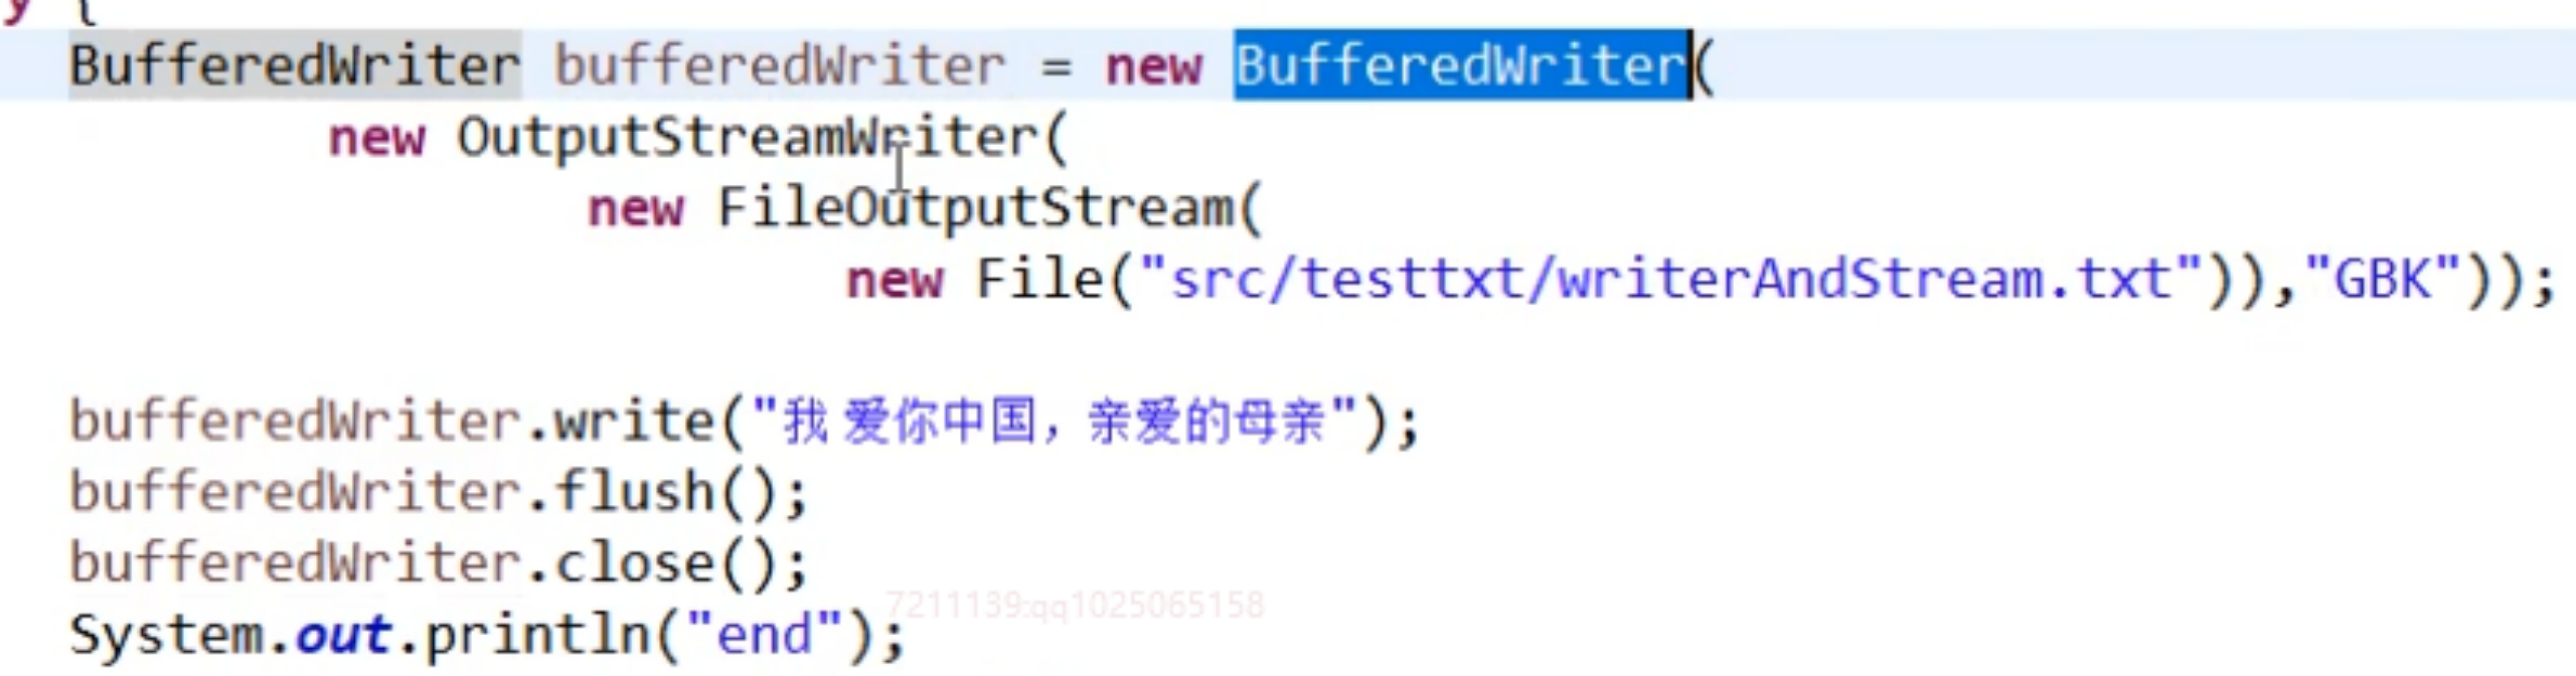 y {
BufferedWriter bufferedWriter = new BufferedWriter(
new OutputStreamWriter(
new FileOutputStream(
new File("src/testtxt/writerAndStream.txt")),"GBK"));
bufferedWriter.write("我 爱你中国，亲爱的母亲");
bufferedWriter.flush();
bufferedWriter.close();
7211139:qq1025065158
System.out.println("end");